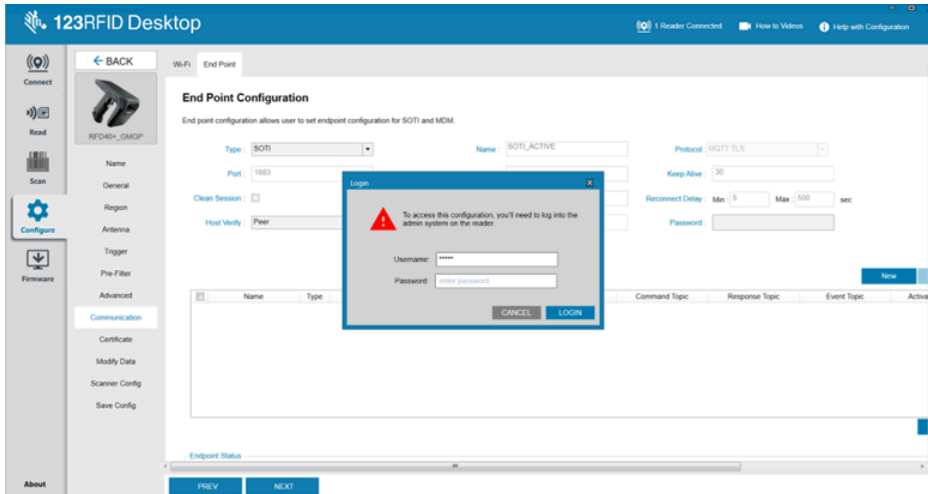 123RFID Desktop
1 Reader Connected
How to Videos
Help with Configuration
Connect
Read
Scan
Configure
Firmware
About
BACK
RFD40+_GMGP
Name
General
Region
Antenna
Trigger
Pre-Filter
Advanced
Communication
Certificate
Modify Data
Scanner Config
Save Config
Wi-Fi End Point
End Point Configuration
End point configuration allows user to set endpoint configuration for SOTI and MDM.
Type : SOTI Name : SOTI_ACTIVE Protocol : MQTT TLS
Port : 1883 Keep Alive : 30
Clean Session : Reconnect Delay : Min : 5 Max : 500 sec
Host Verify : Peer Password :
Login
To access this configuration, you'll need to log into the
admin system on the reader.
Username: *****
Password: enter password
CANCEL LOGIN
New
Name Type Command Topic Response Topic Event Topic Activa
Endpoint Status
PREV NEXT